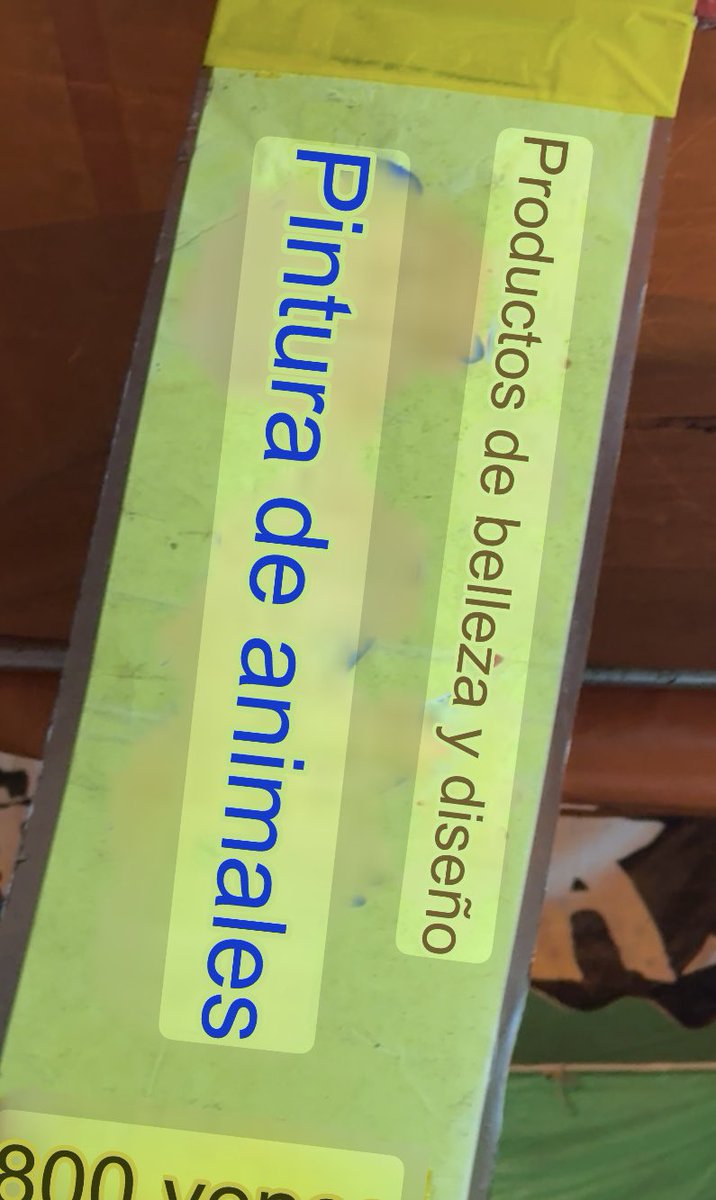 Productos de belleza y diseño
Pintura de animales
800